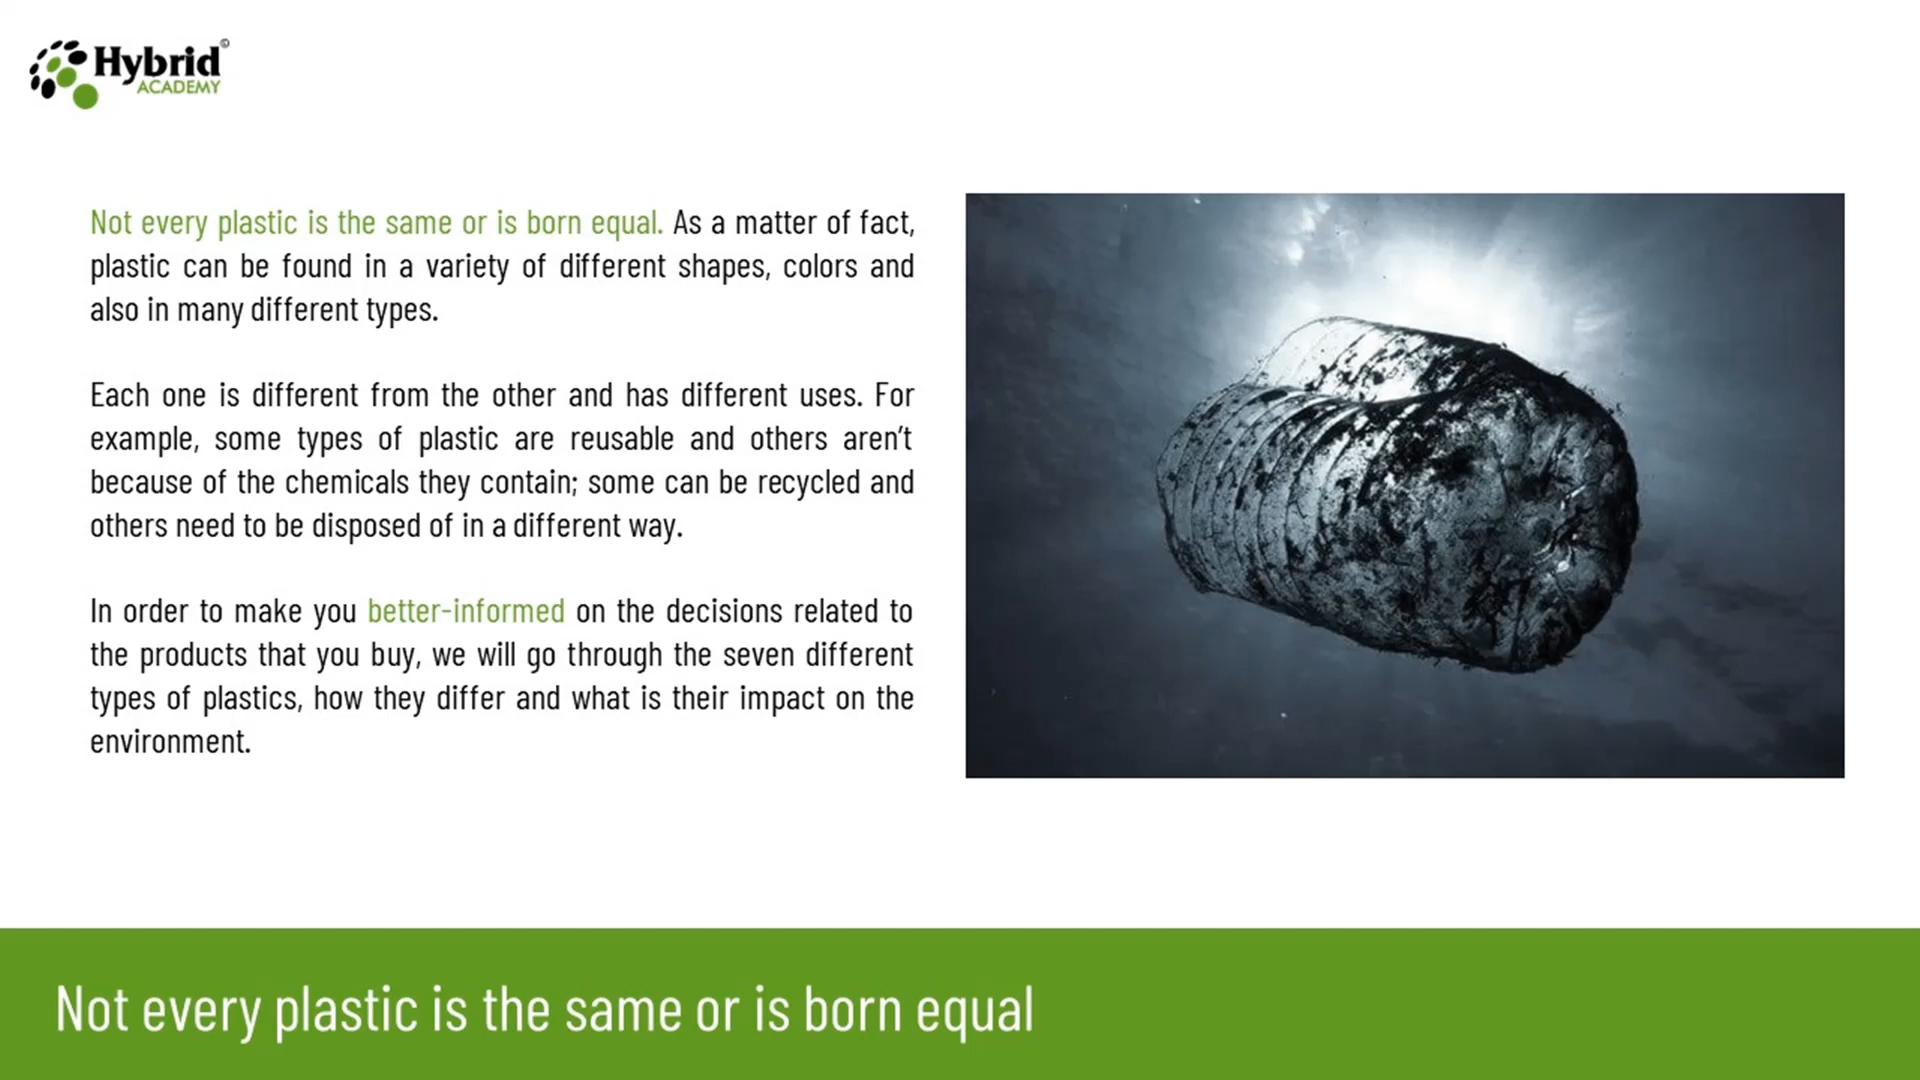 Hybrid©
ACADEMY
Not every plastic is the same or is born equal. As a matter of fact,
plastic can be found in a variety of different shapes, colors and
also in many different types.
Each one is different from the other and has different uses. For
example, some types of plastic are reusable and others aren’t
because of the chemicals they contain; some can be recycled and
others need to be disposed of in a different way.
In order to make you better-informed on the decisions related to
the products that you buy, we will go through the seven different
types of plastics, how they differ and what is their impact on the
environment.
Not every plastic is the same or is born equal